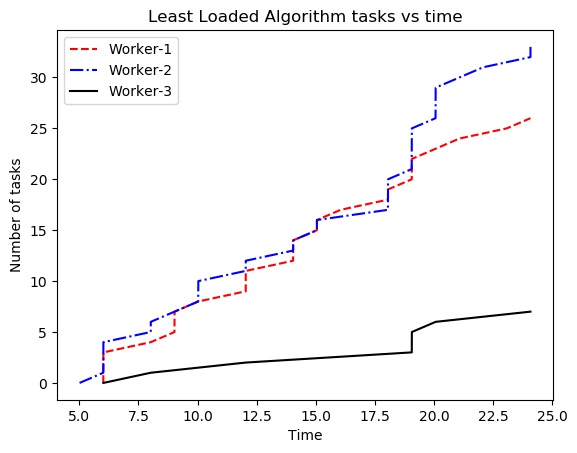 Least Loaded Algorithm tasks vs time
Worker-1
Worker-2
Worker-3
Number of tasks
30
25
20
15
10
5
0
5.0 7.5 10.0 12.5 15.0 17.5 20.0 22.5 25.0
Time